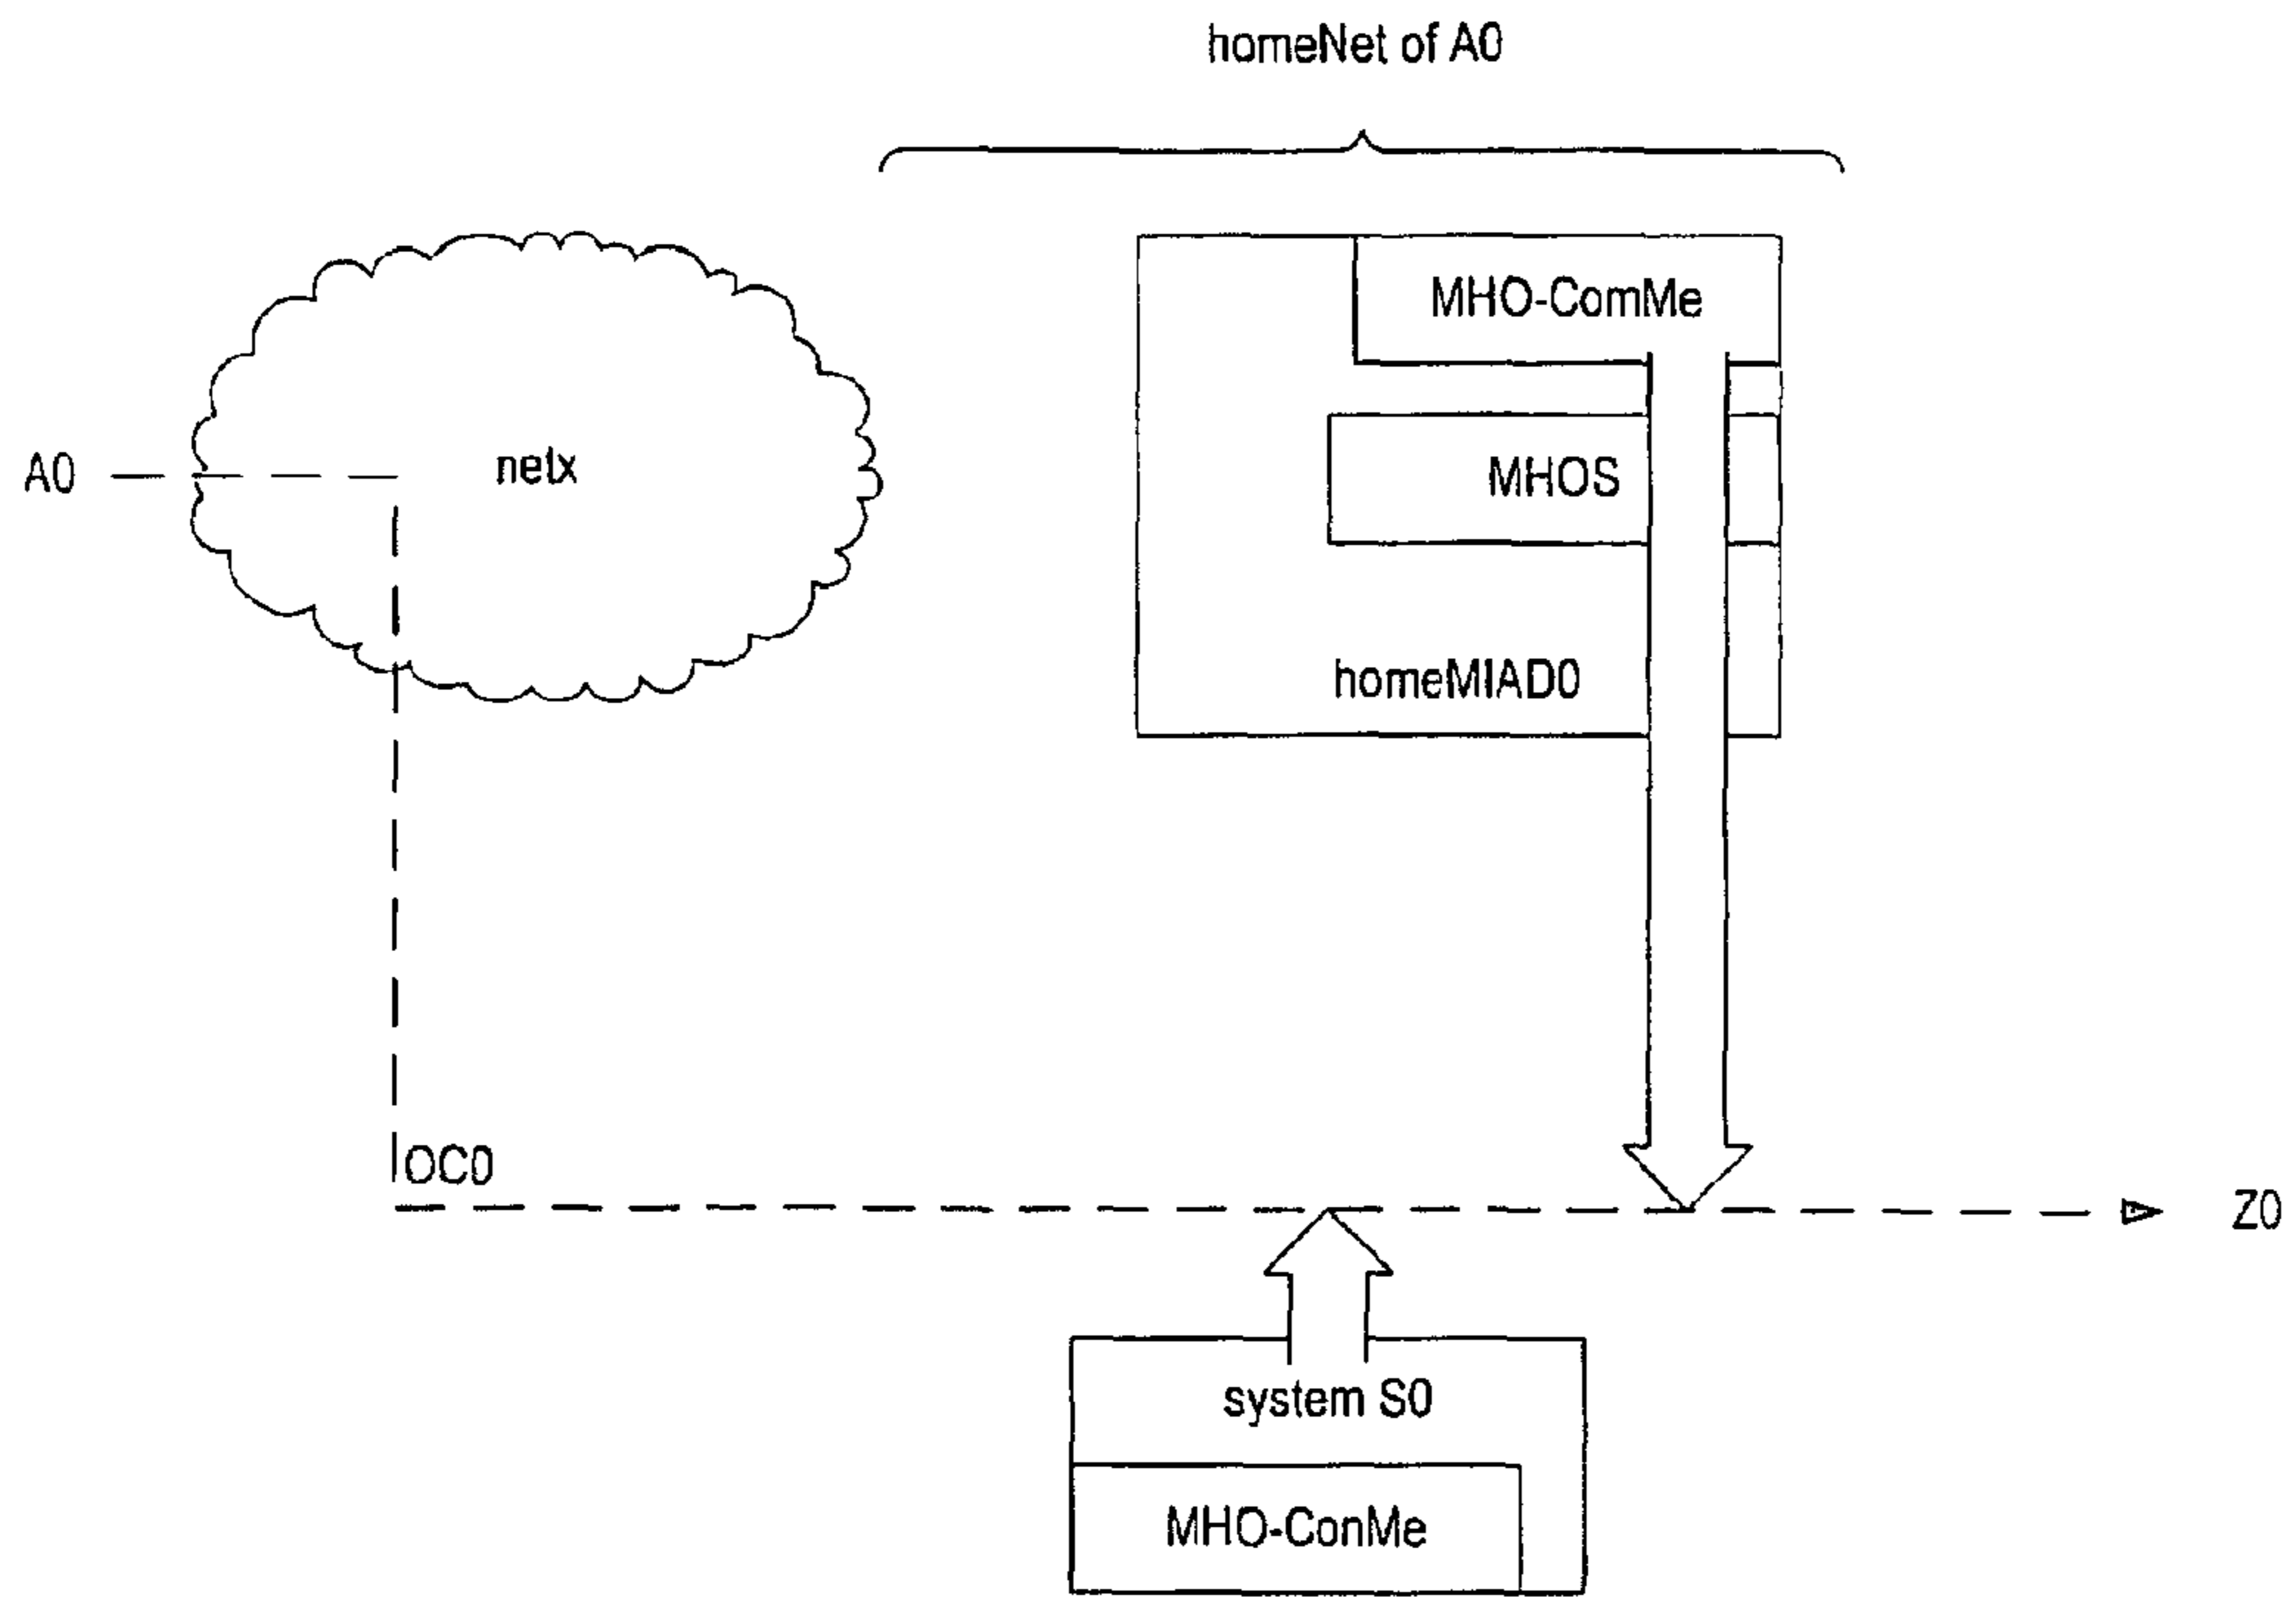 homeNet of A0
MHO-ComMe
A0
netx
MHOS
homeMIAD0
OC0
Z0
system S0
MHO-ConMe